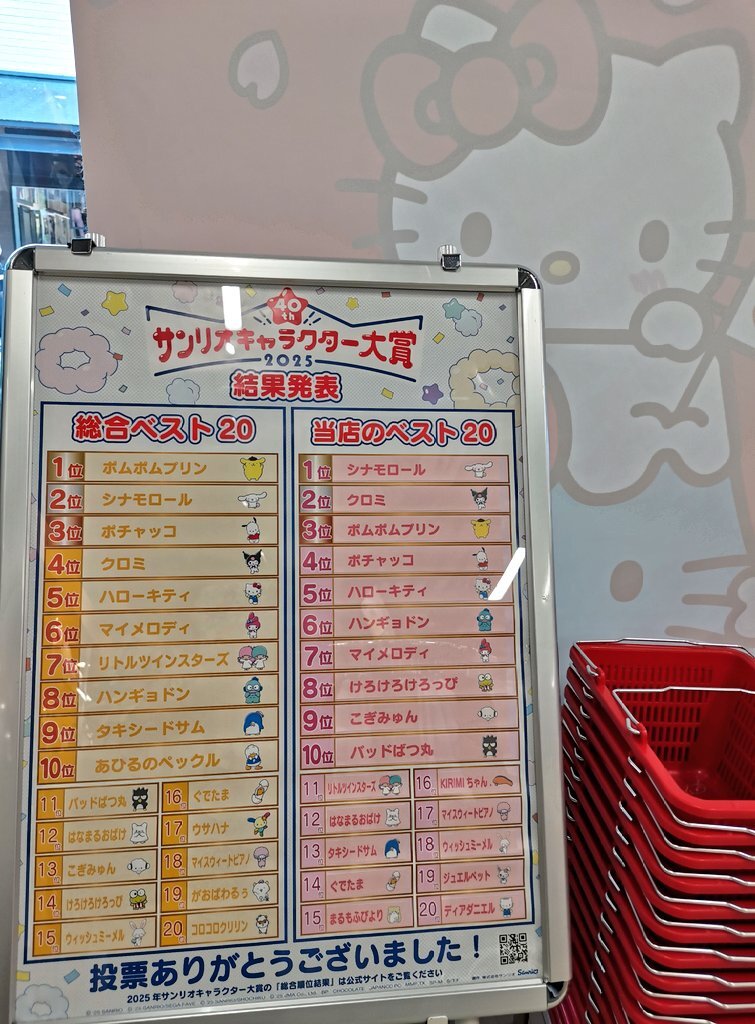 40
th
サンリオキャラクター大賞
2025
結果発表
総合ベスト20
1位 ポムポムプリン
2位 シナモロール
3位 ポチャッコ
4位 クロミ
5位 ハローキティ
6位 マイメロディ
7位 リトルツインスターズ
8位 ハンギョドン
9位 タキシードサム
10位 あひるのペックル
11位 バッドばつ丸
12位 はなまるおばけ
13位 こぎみゅん
14位 けろけろけろっぴ
15位 ウィッシュミーメル
16位 ぐでたま
17位 ウサハナ
18位 マイスウィートピアノ
19位 がおぱわるぅ
20位 コロコロクリリン
当店のベスト20
1位 シナモロール
2位 クロミ
3位 ポムポムプリン
4位 ポチャッコ
5位 ハローキティ
6位 ハンギョドン
7位 マイメロディ
8位 けろけろけろっぴ
9位 こぎみゅん
10位 バッドばつ丸
11位 リトルツインスターズ
12位 はなまるおばけ
13位 タキシードサム
14位 ぐでたま
15位 まるもふびより
16位 KIRIMIちゃん.
17位 マイスウィートピアノ
18位 ウィッシュミーメル
19位 ジュエルペット
20位 ディアダニエル
投票ありがとうございました！
2025年サンリオキャラクター大賞の「総合順位結果」は公式サイトをご覧ください
Sanrio